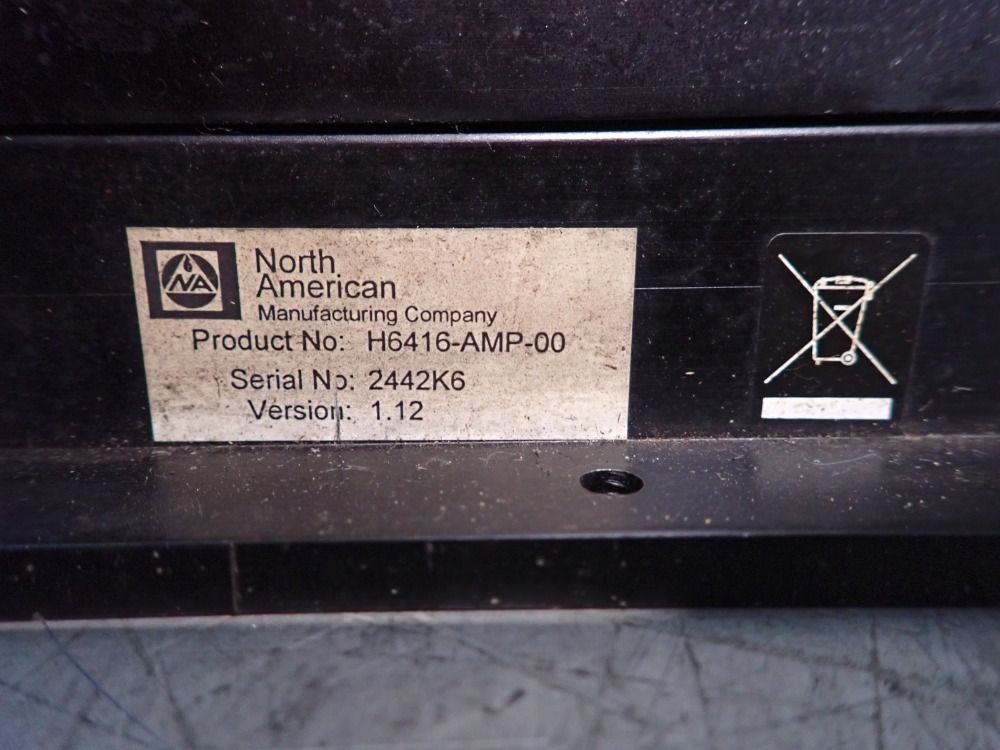 NA
North
American
Manufacturing Company
Product No: H6416-AMP-00
Serial No: 2442K6
Version: 1.12